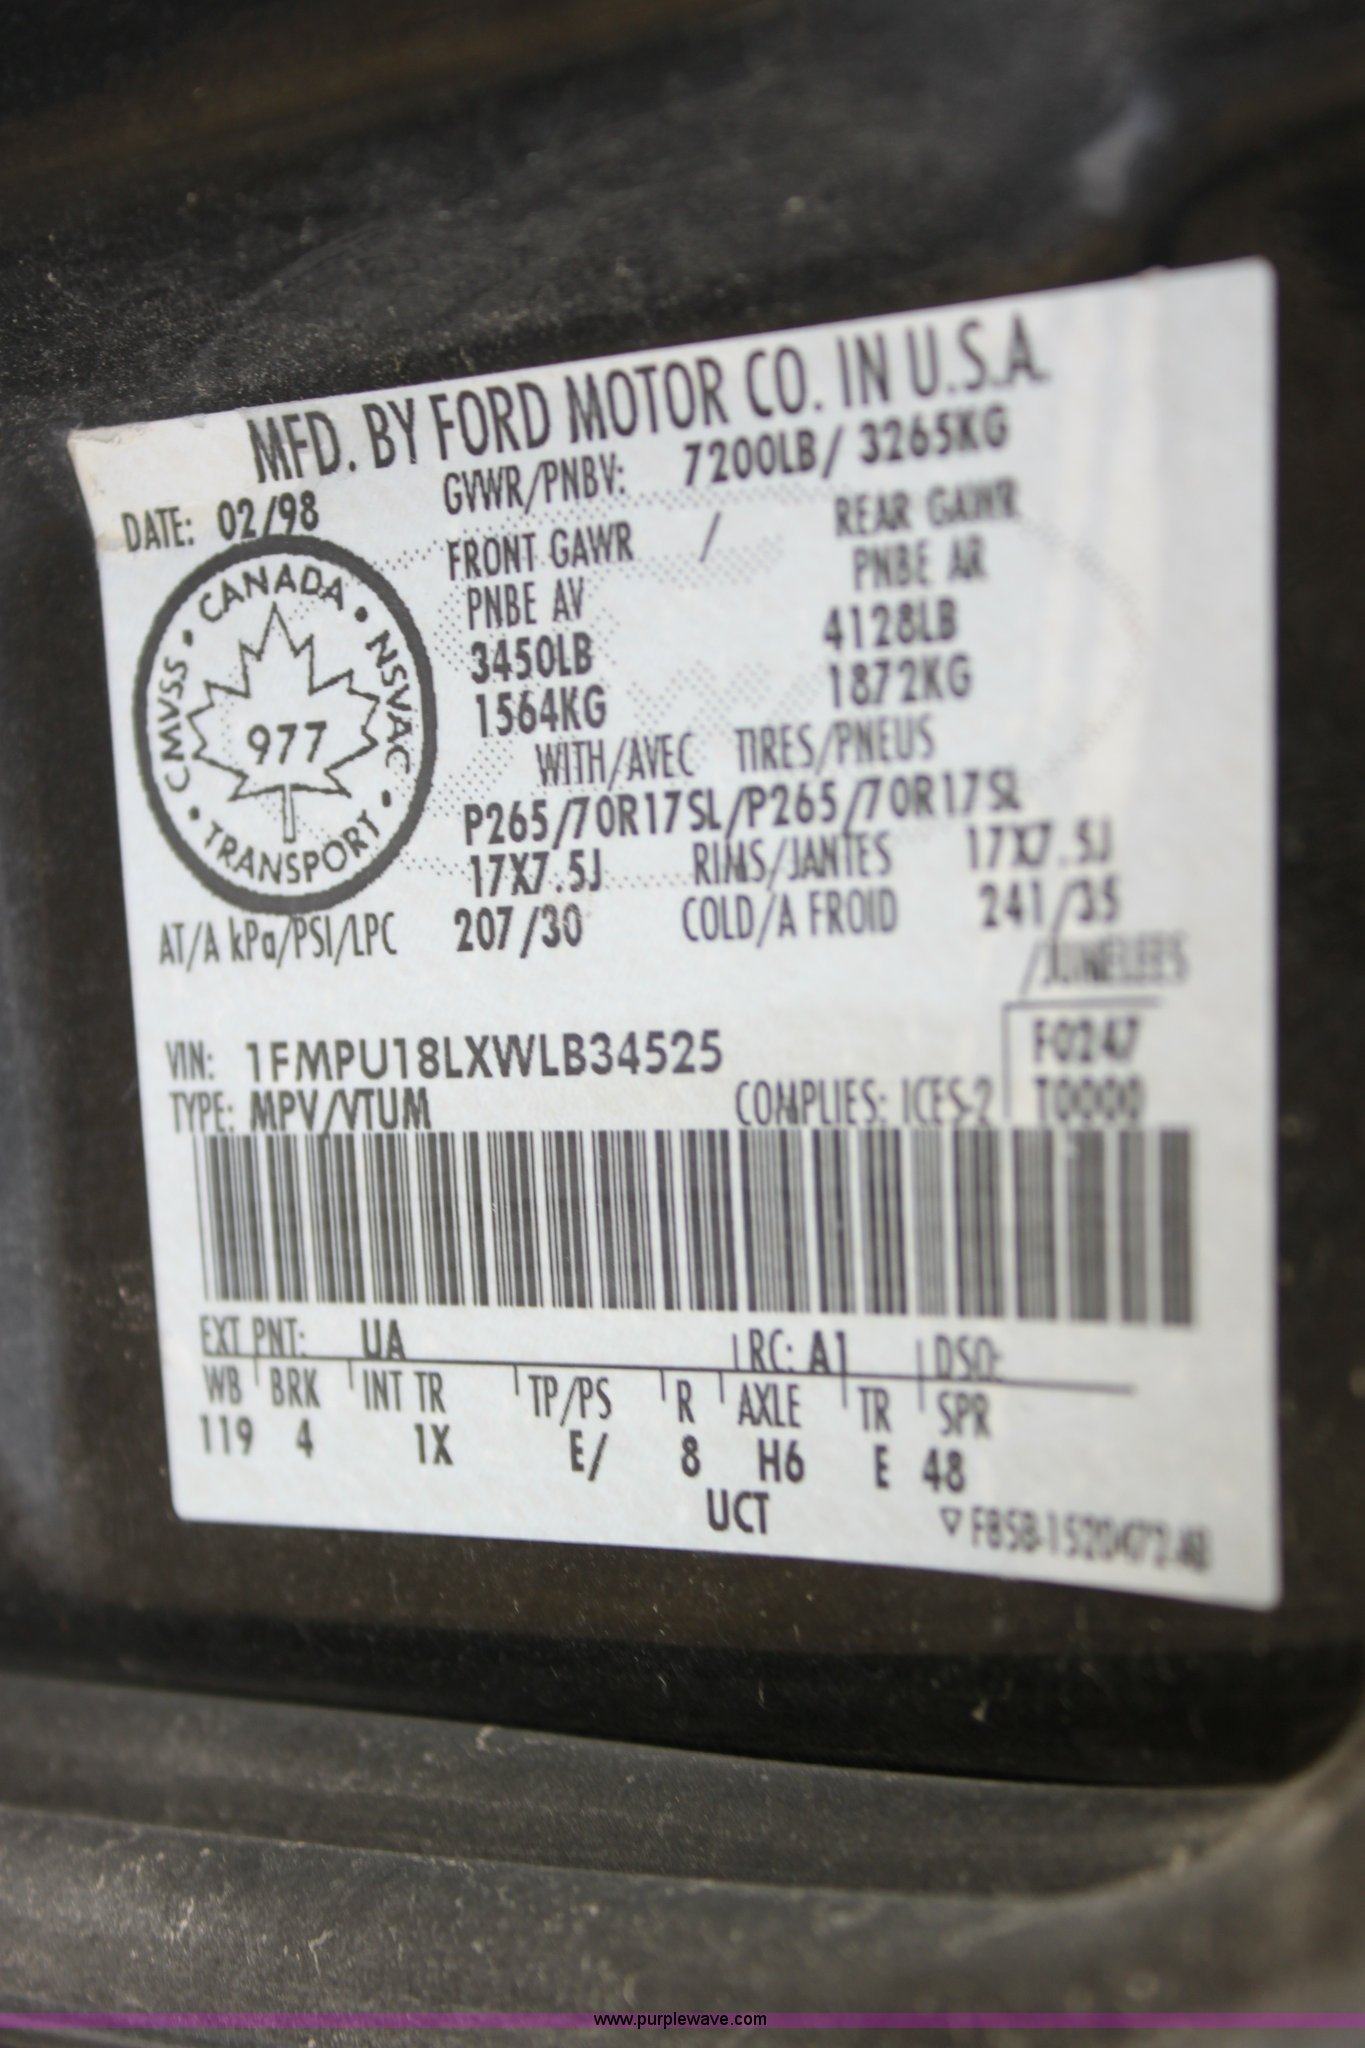 MFD. BY FORD MOTOR CO. IN U.S.A.
DATE: 02/98 GVWR/PNBV: 7200LB/ 3265KG
FRONT GAWR / REAR GAWR
PNBE AV PNBE AR
3450LB 4128LB
1564KG 1872KG
CANADA • NSVAC • TRANSPORT • CMVSS •
977
WITH/AVEC TIRES/PNEUS
P265/70R17SL/P265/70R17SL
17X7.5J RIMS/JANTES 17X7.5J
AT/A kPa/PSI/LPC 207/30 COLD/A FROID 241/35
/JUMELEES
VIN: 1FMPU18LXWLB34525 F0247
TYPE: MPV/VTUM COMPLIES: ICES-2 T0000
EXT PNT: UA RC: A1 DSO:
WB BRK INT TR TP/PS R AXLE TR SPR
119 4 1X E/ 8 H6 E 48
UCT
F85B-1520472-AB
www.purplewave.com